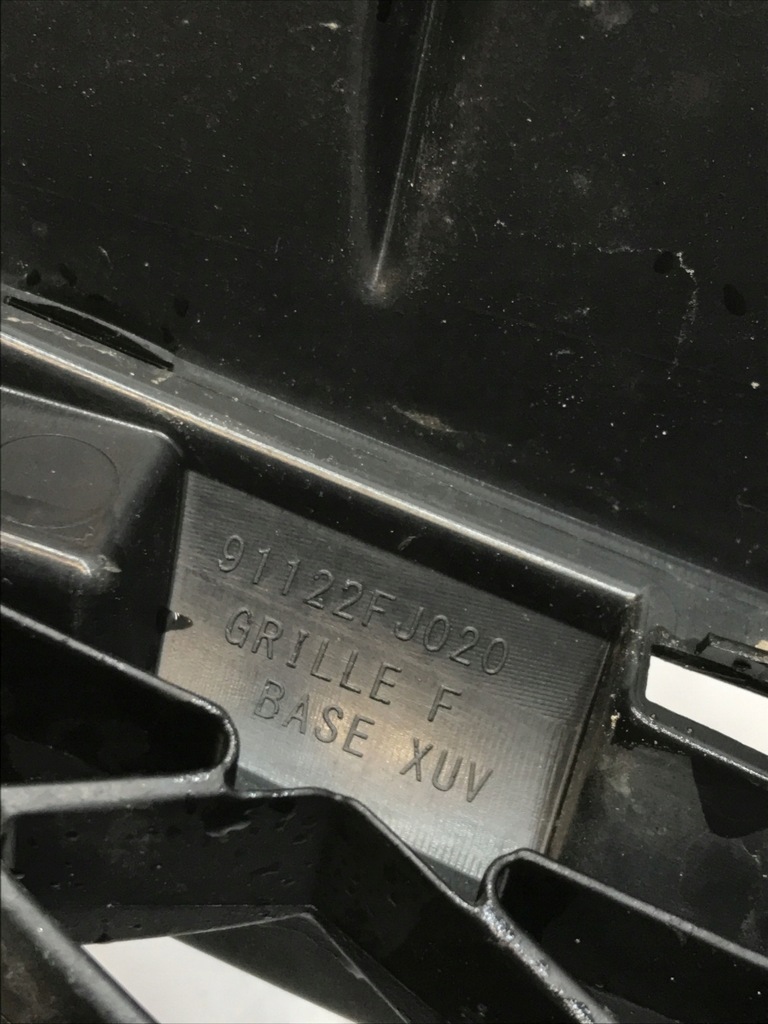 91122FJ020
GRILLE F
BASE XUV